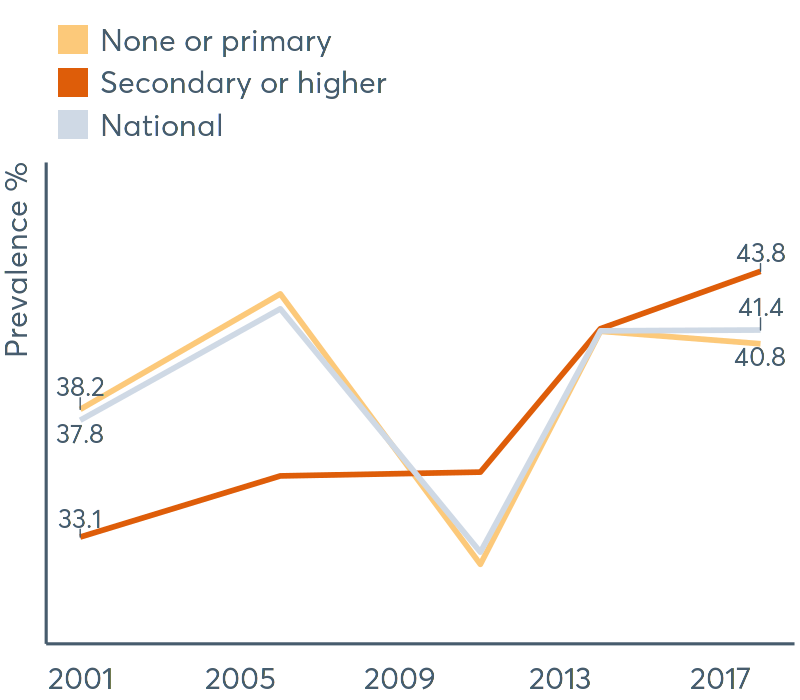 None or primary
Secondary or higher
National
Prevalence %
43.8
41.4
40.8
38.2
37.8
33.1
2001 2005 2009 2013 2017